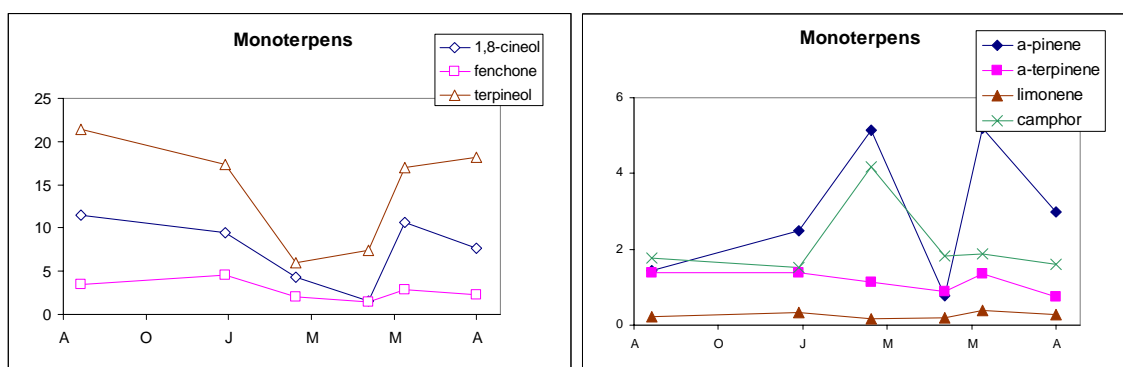 Monoterpens
1,8-cineol
fenchone
terpineol
25
20
15
10
5
0
A O J M M A
Monoterpens
a-pinene
a-terpinene
limonene
camphor
6
4
2
0
A O J M M A